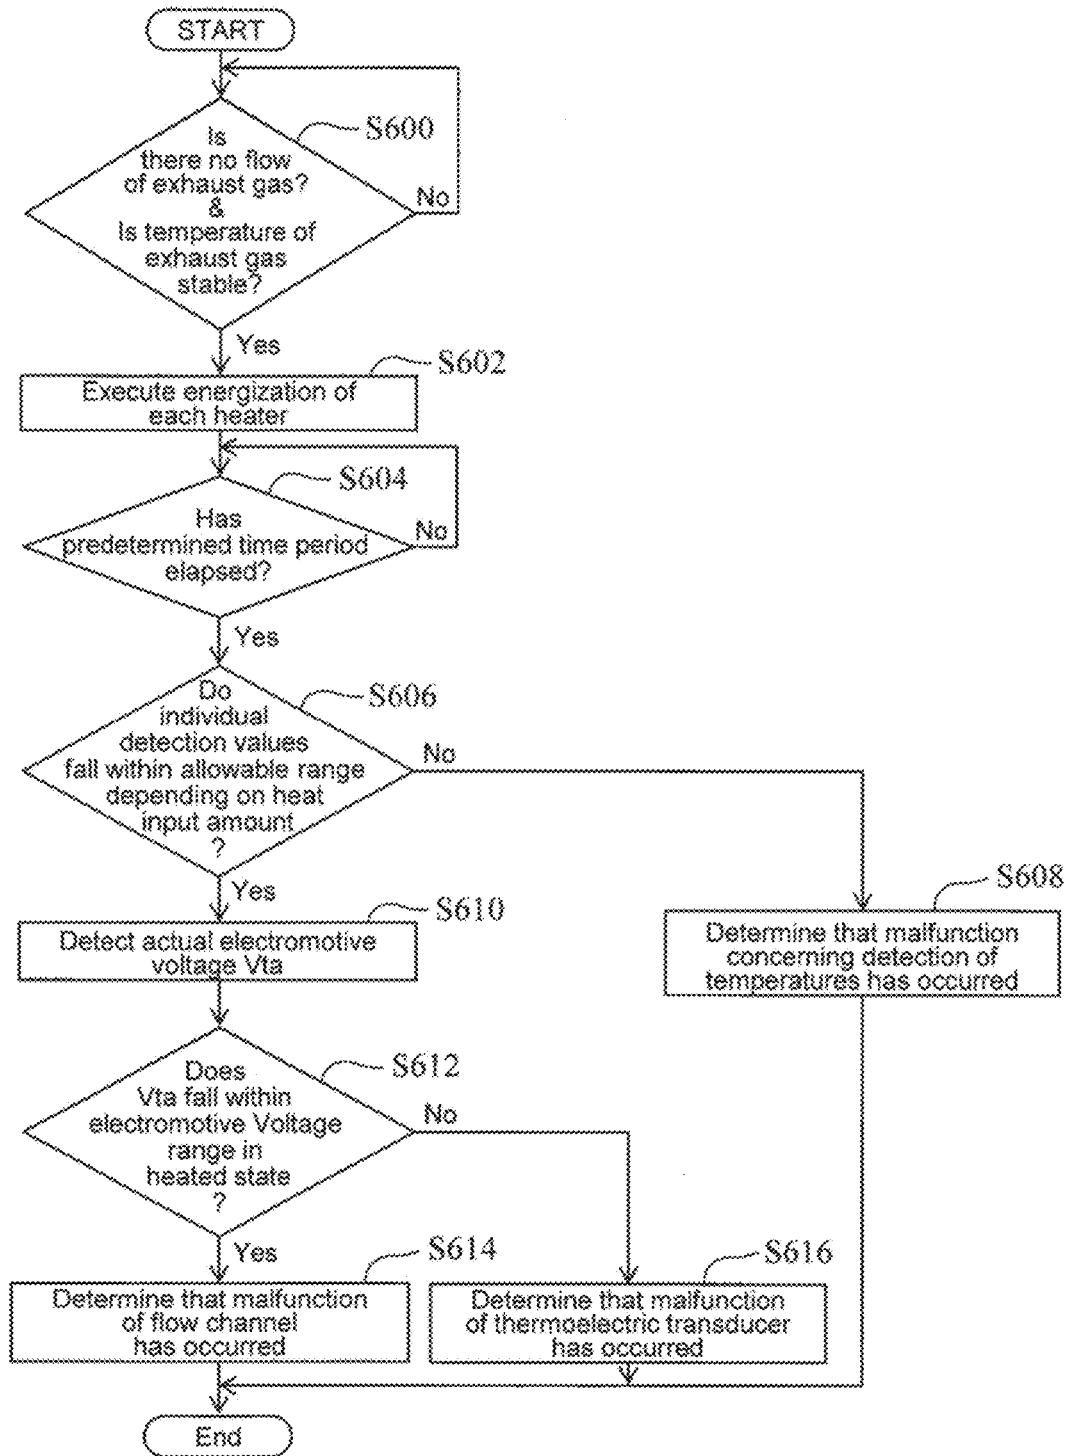 START
S600
Is
there no flow
of exhaust gas?
&
Is temperature of
exhaust gas
stable?
No
Yes
S602
Execute energization of
each heater
S604
Has
predetermined time period
elapsed?
No
Yes
S606
Do
individual
detection values
fall within allowable range
depending on heat
input amount
?
No
Yes
S610
Detect actual electromotive
voltage Vta
S608
Determine that malfunction
concerning detection of
temperatures has occurred
S612
Does
Vta fall within
electromotive Voltage
range in
heated state
?
No
Yes
S614
Determine that malfunction
of flow channel
has occurred
S616
Determine that malfunction
of thermoelectric transducer
has occurred
End